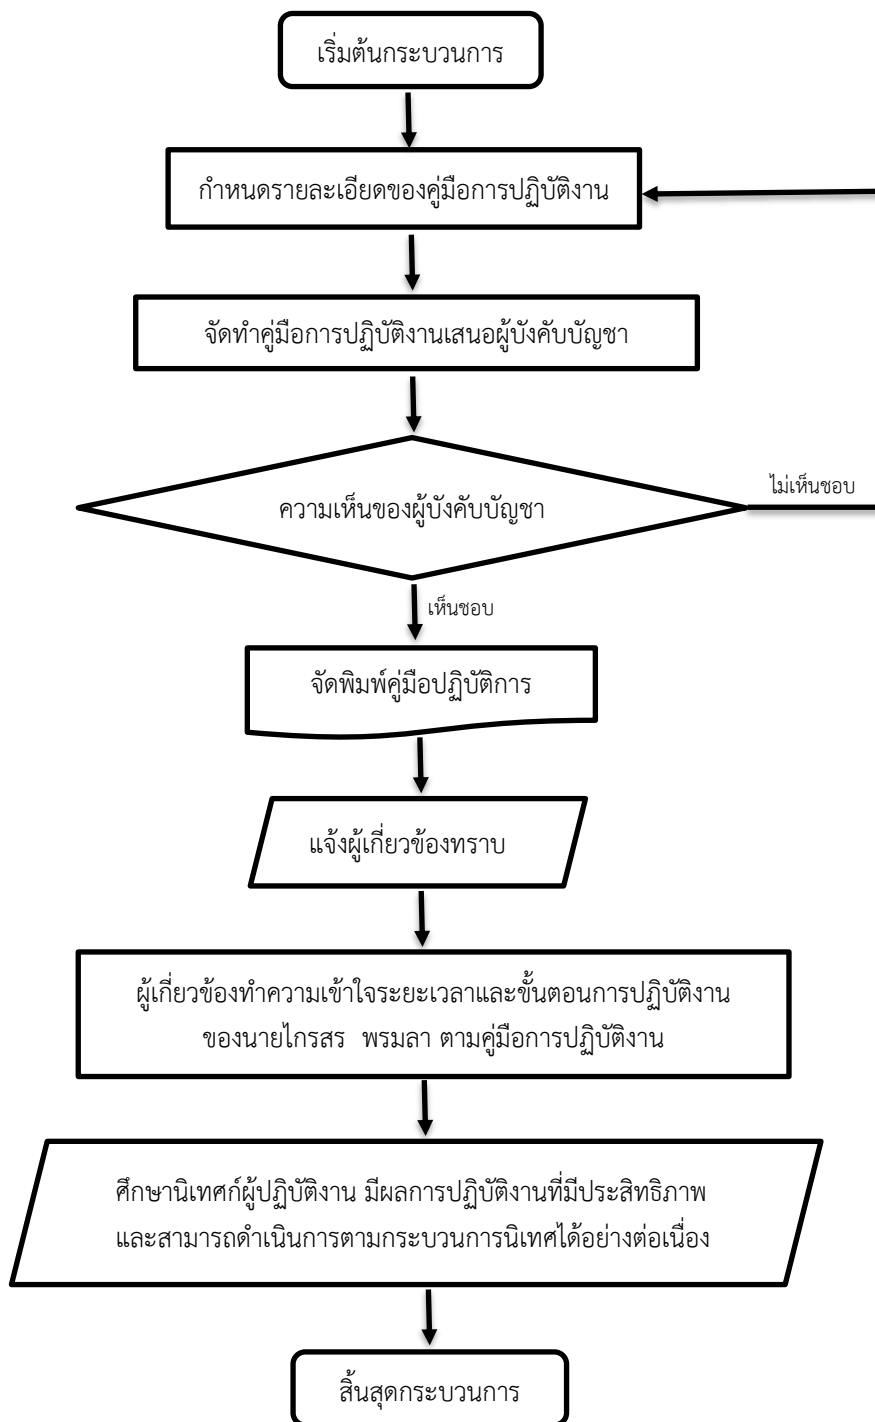 เริ่มต้นกระบวนการ
กำหนดรายละเอียดของคู่มือการปฏิบัติงาน
จัดทำคู่มือการปฏิบัติงานเสนอผู้บังคับบัญชา
ความเห็นของผู้บังคับบัญชา
ไม่เห็นชอบ
เห็นชอบ
จัดพิมพ์คู่มือปฏิบัติการ
แจ้งผู้เกี่ยวข้องทราบ
ผู้เกี่ยวข้องทำความเข้าใจระยะเวลาและขั้นตอนการปฏิบัติงาน
ของนายไกรสร พรมลา ตามคู่มือการปฏิบัติงาน
ศึกษานิเทศก์ผู้ปฏิบัติงาน มีผลการปฏิบัติงานที่มีประสิทธิภาพ
และสามารถดำเนินการตามกระบวนการนิเทศได้อย่างต่อเนื่อง
สิ้นสุดกระบวนการ